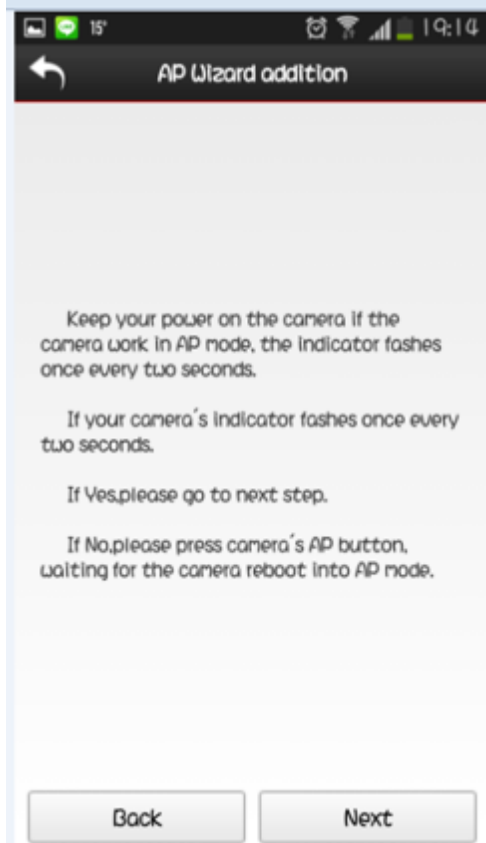 15° 19:14
AP Wizard addition
Keep your power on the camera if the
camera work in AP mode, the indicator fashes
once every two seconds.
If your camera's indicator fashes once every
two seconds.
If Yes,please go to next step.
If No,please press camera's AP button,
waiting for the camera reboot into AP mode.
Back Next